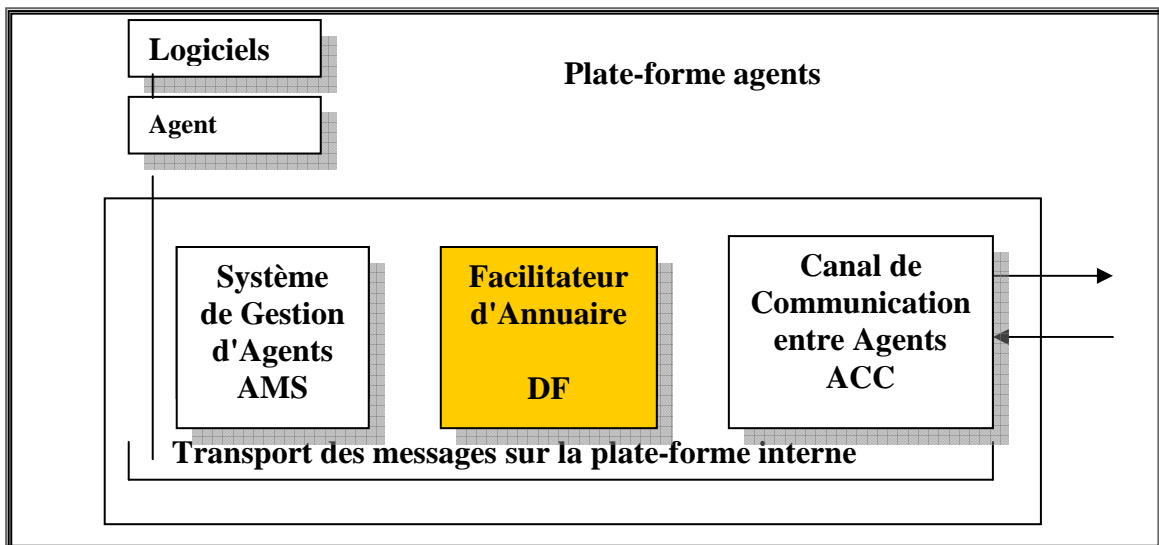 Logiciels
Plate-forme agents
Agent
Système
de Gestion
d'Agents
AMS
Facilitateur
d'Annuaire
DF
Canal de
Communication
entre Agents
ACC
Transport des messages sur la plate-forme interne